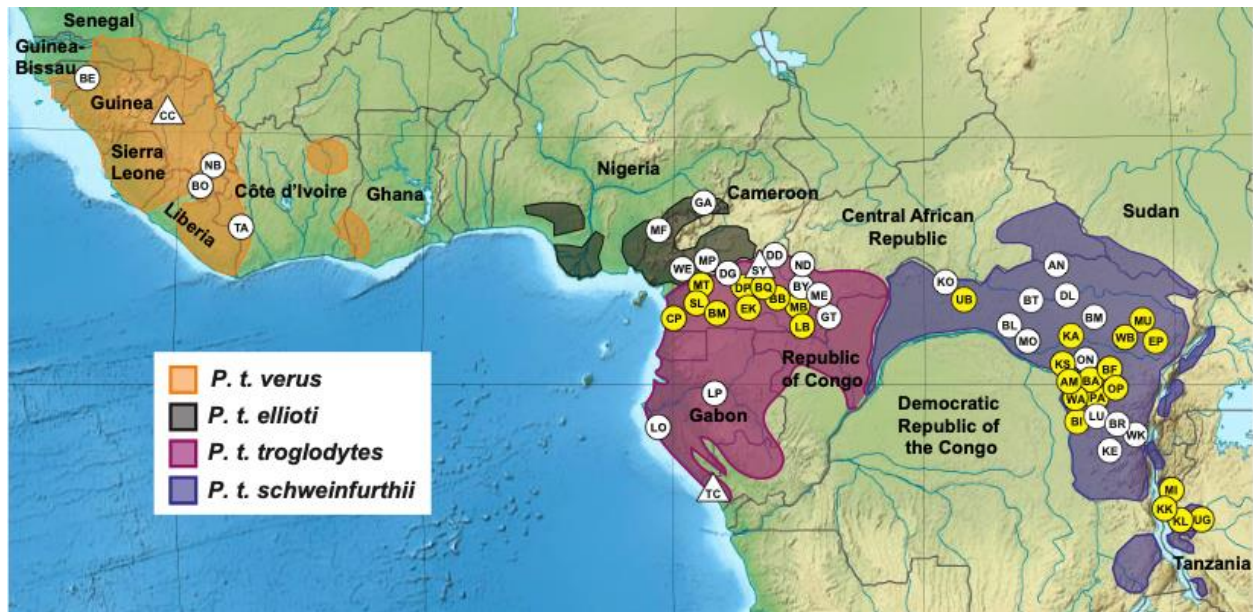 Senegal
Guinea-
Bissau
BE
Guinea
CC
Sierra
Leone
NB
BO
Liberia
TA
Côte d'Ivoire
Ghana
Nigeria
GA
Cameroon
MF
WE
MP
DG
SY
DD
ND
MT
DP
BQ
BB
BY
ME
MB
SL
BM
EK
CP
LB
GT
Central African
Republic
Sudan
KO
UB
AN
BT
DL
BL
MO
BM
MU
KA
WB
EP
KS
ON
BF
AM
BA
OP
WA
PA
BI
LU
BR
WK
KE
Republic
of Congo
LP
Gabon
LO
TC
Democratic
Republic of
the Congo
MI
KK
KL
UG
Tanzania
P. t. verus
P. t. ellioti
P. t. troglodytes
P. t. schweinfurthii